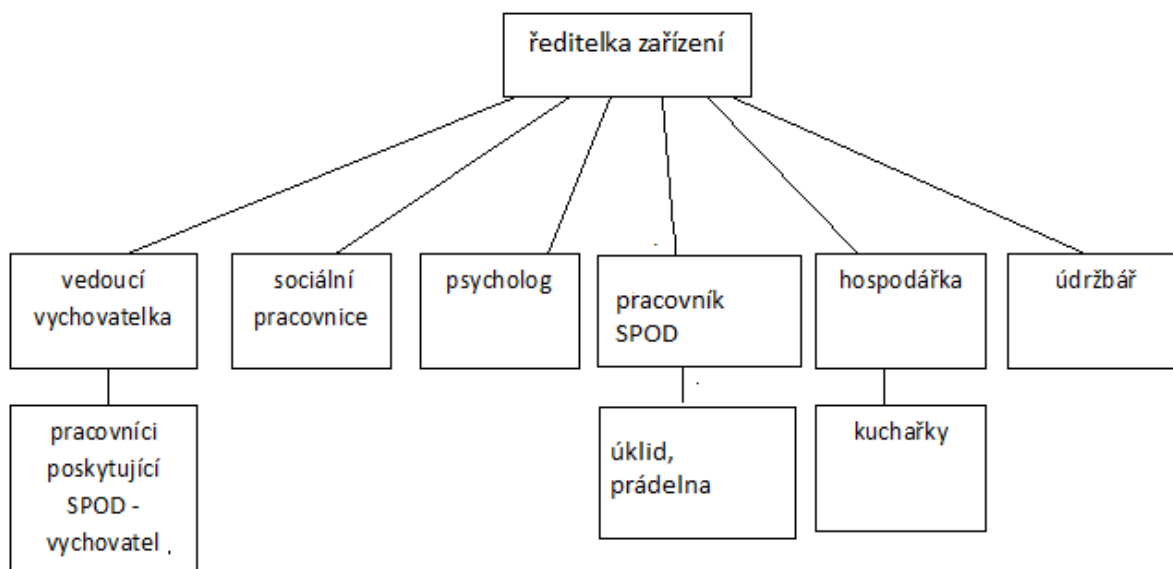 ředitelka zařízení
vedoucí
vychovatelka
sociální
pracovnice
psycholog
pracovník
SPOD
hospodářka
údržbář
pracovníci
poskytující
SPOD -
vychovatel .
úklid,
prádelna
kuchařky